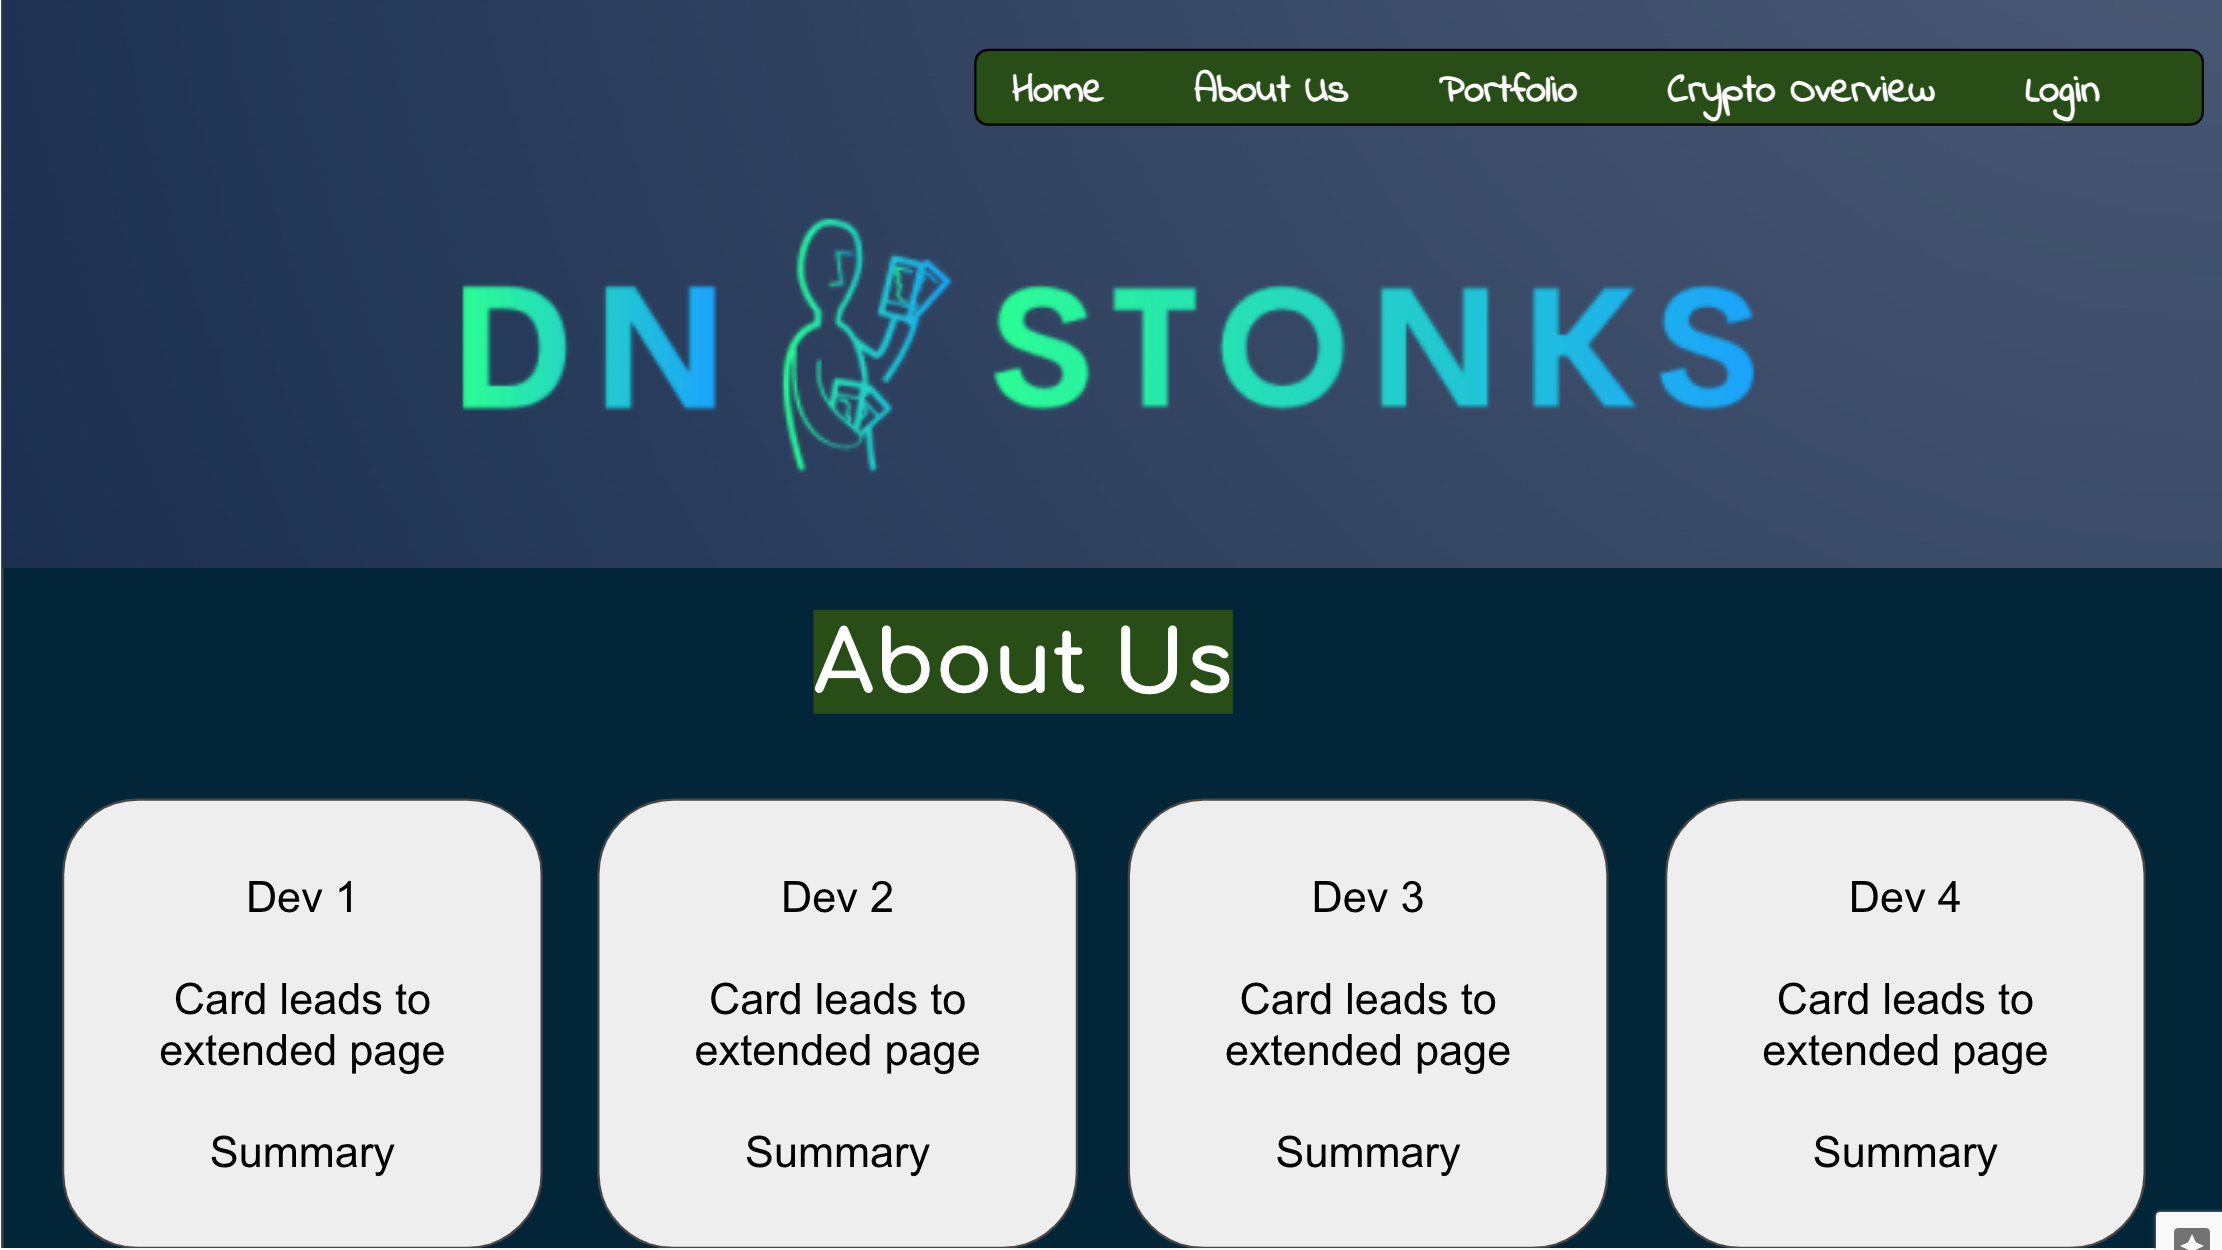 Home About Us Portfolio Crypto Overview Login
DN STONKS
About Us
Dev 1
Card leads to
extended page
Summary
Dev 2
Card leads to
extended page
Summary
Dev 3
Card leads to
extended page
Summary
Dev 4
Card leads to
extended page
Summary